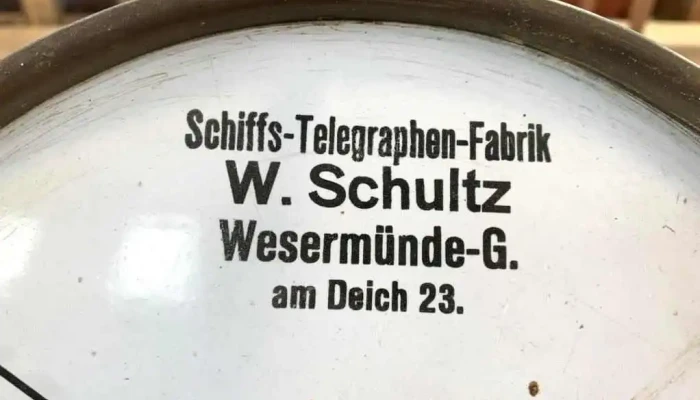 Schiffs-Telegraphen-Fabrik
W. Schultz
Wesermünde-G.
am Deich 23.